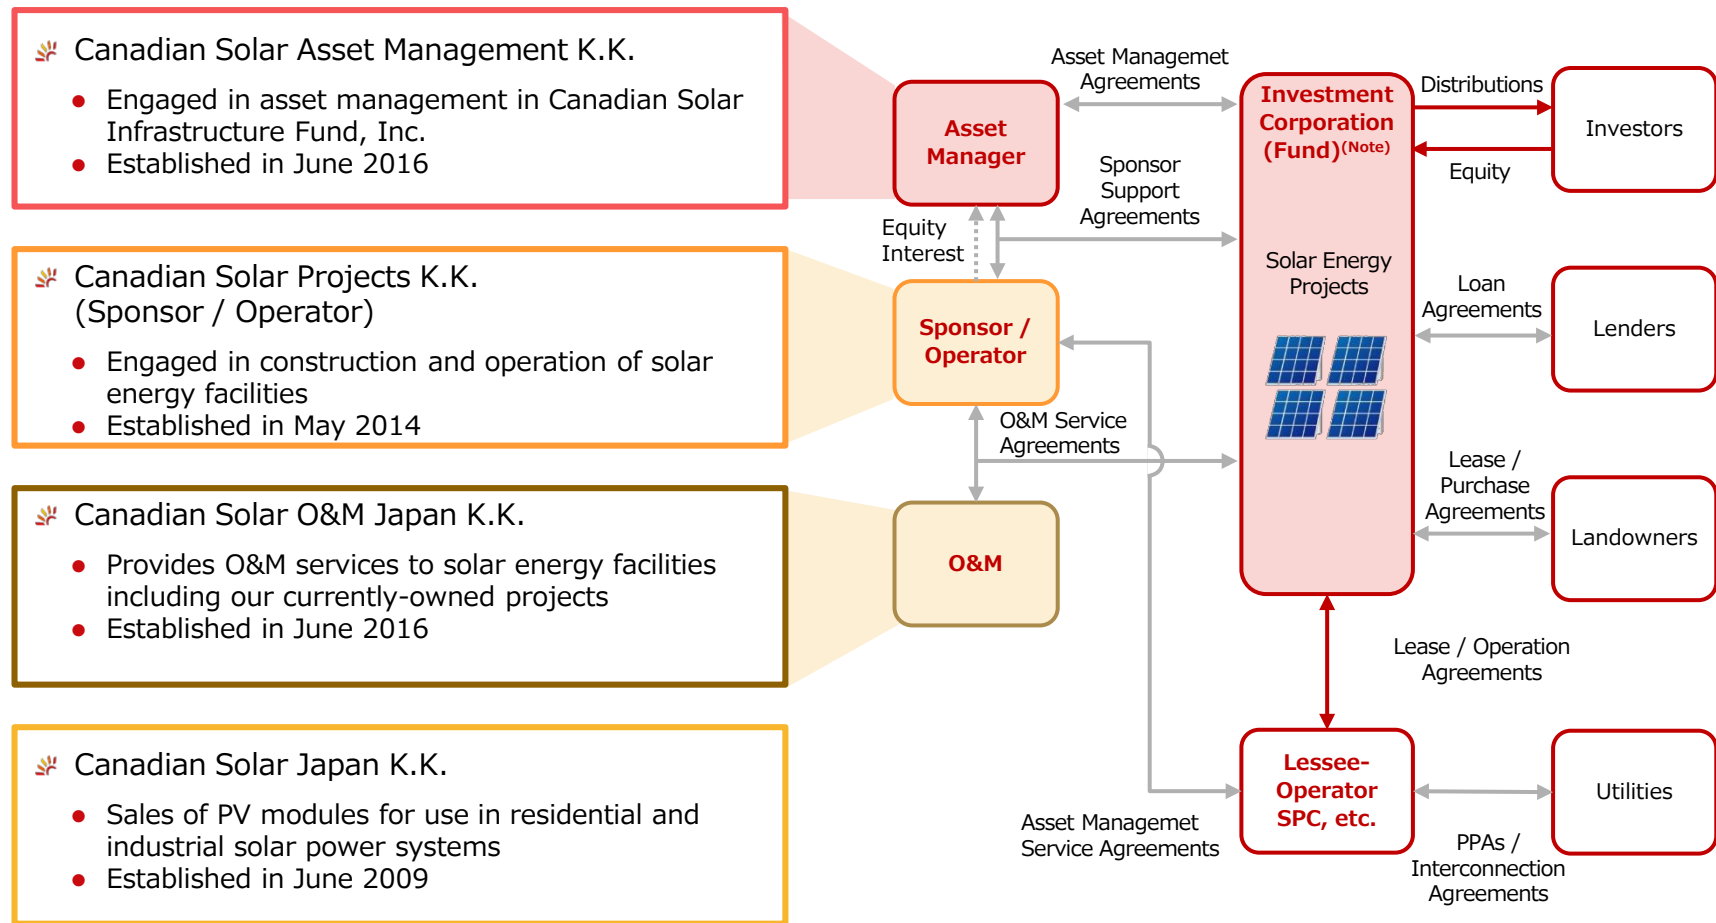 Canadian Solar Asset Management K.K.
● Engaged in asset management in Canadian Solar
Infrastructure Fund, Inc.
● Established in June 2016
Canadian Solar Projects K.K.
(Sponsor / Operator)
● Engaged in construction and operation of solar
energy facilities
● Established in May 2014
Canadian Solar O&M Japan K.K.
● Provides O&M services to solar energy facilities
including our currently-owned projects
● Established in June 2016
Canadian Solar Japan K.K.
● Sales of PV modules for use in residential and
industrial solar power systems
● Established in June 2009
Asset
Manager
Equity
Interest
Sponsor /
Operator
O&M
Asset Managemet
Agreements
Sponsor
Support
Agreements
O&M Service
Agreements
Asset Managemet
Service Agreements
Investment
Corporation
(Fund)(Note)
Solar Energy
Projects
Lease / Operation
Agreements
Lessee-
Operator
SPC, etc.
Distributions
Equity
Investors
Loan
Agreements
Lenders
Lease /
Purchase
Agreements
Landowners
PPAs /
Interconnection
Agreements
Utilities